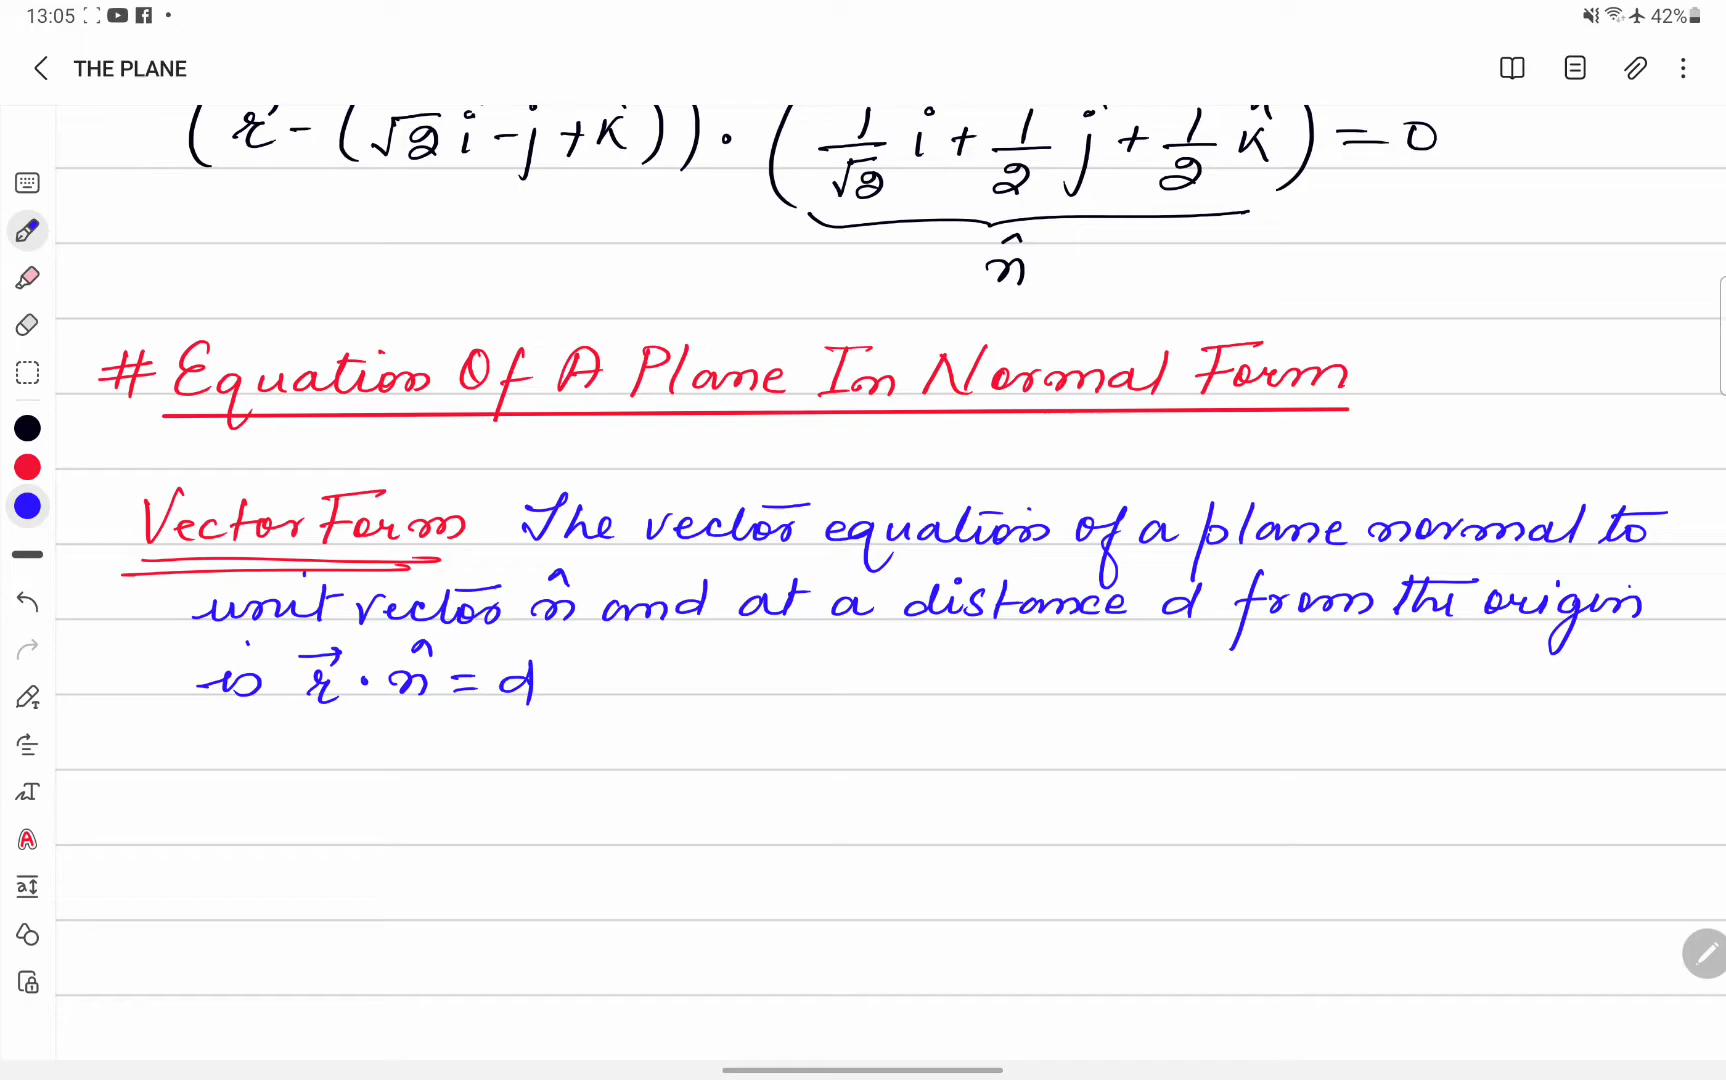 13:05 42%
THE PLANE
(r⃗ - (√2 i - j + k)) · (1/√2 i + 1/2 j + 1/2 k̂) = 0
n̂
# Equation Of A Plane In Normal Form
Vector Form The vector equation of a plane normal to
unit vector n̂ and at a distance d from the origin
is r⃗ · n̂ = d